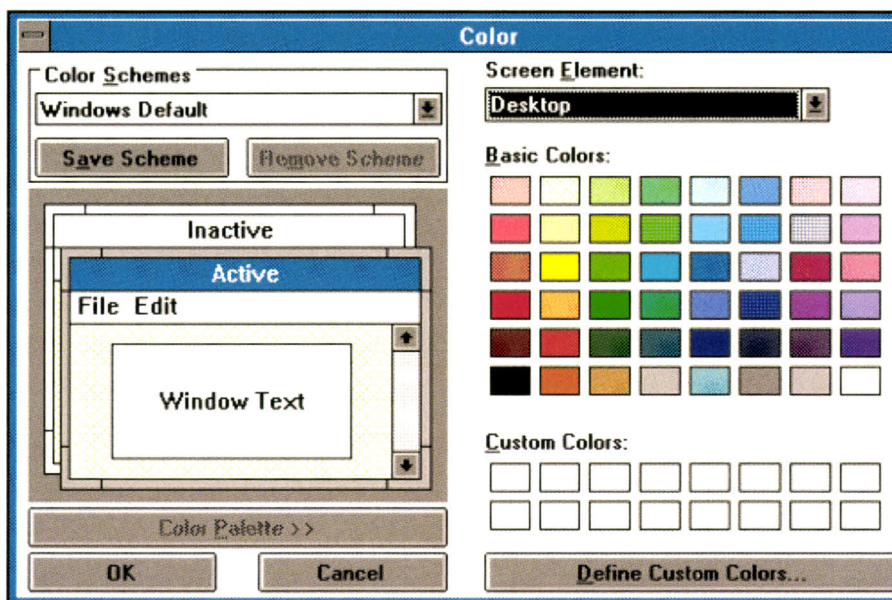 Color
Color Schemes
Windows Default
Save Scheme
Remove Scheme
Inactive
Active
File Edit
Window Text
Color Palette >>
OK
Cancel
Screen Element:
Desktop
Basic Colors:
Custom Colors:
Define Custom Colors...